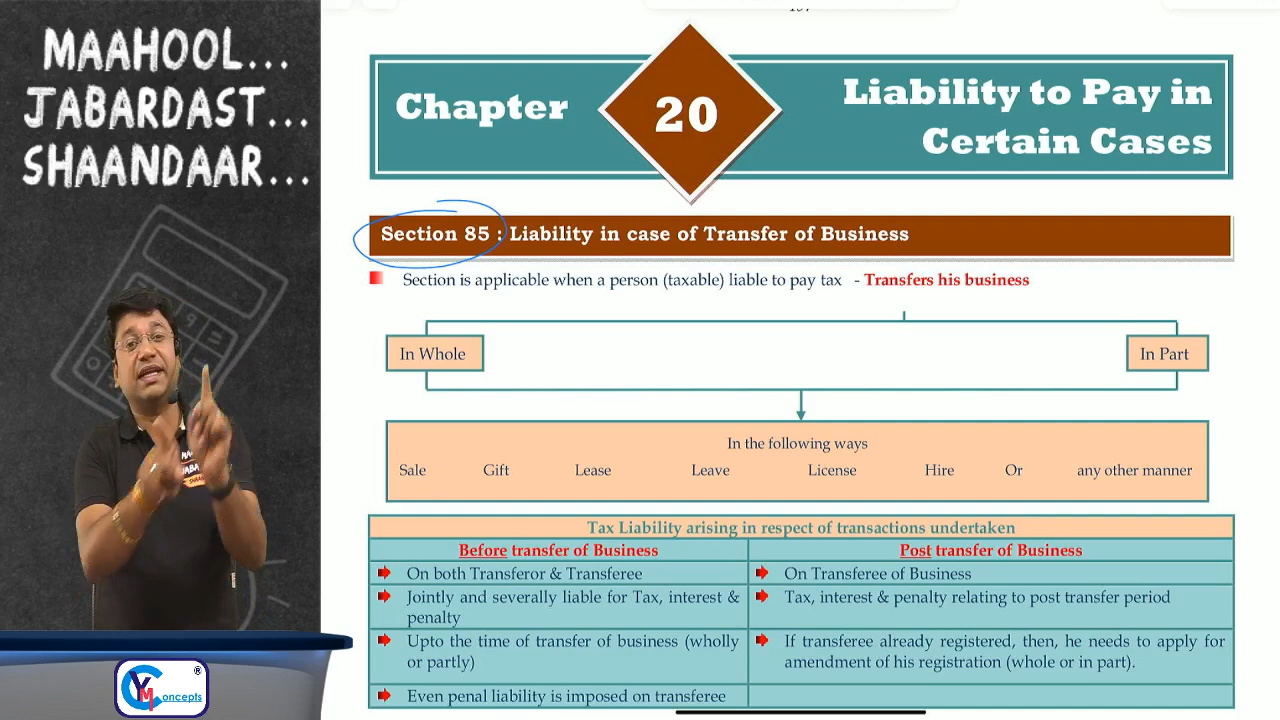 MAAHOOL...
JABARDAST...
SHAANDAAR...
Chapter
20
Liability to Pay in
Certain Cases
Section 85 : Liability in case of Transfer of Business
Section is applicable when a person (taxable) liable to pay tax - Transfers his business
In Whole
In Part
In the following ways
Sale Gift Lease Leave License Hire Or any other manner
Tax Liability arising in respect of transactions undertaken
Before transfer of Business
Post transfer of Business
On both Transferor & Transferee
On Transferee of Business
Jointly and severally liable for Tax, interest &
penalty
Tax, interest & penalty relating to post transfer period
Upto the time of transfer of business (wholly
or partly)
If transferee already registered, then, he needs to apply for
amendment of his registration (whole or in part).
Even penal liability is imposed on transferee
CYMT
oncepts
®